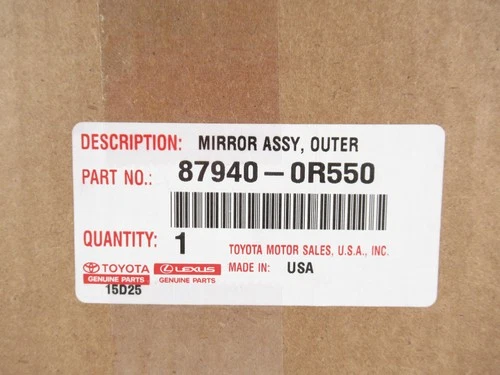 DESCRIPTION: MIRROR ASSY, OUTER
PART NO.: 87940-0R550
QUANTITY: 1 TOYOTA MOTOR SALES, U.S.A., INC.
TOYOTA LEXUS MADE IN: USA
GENUINE PARTS GENUINE PARTS
15D25